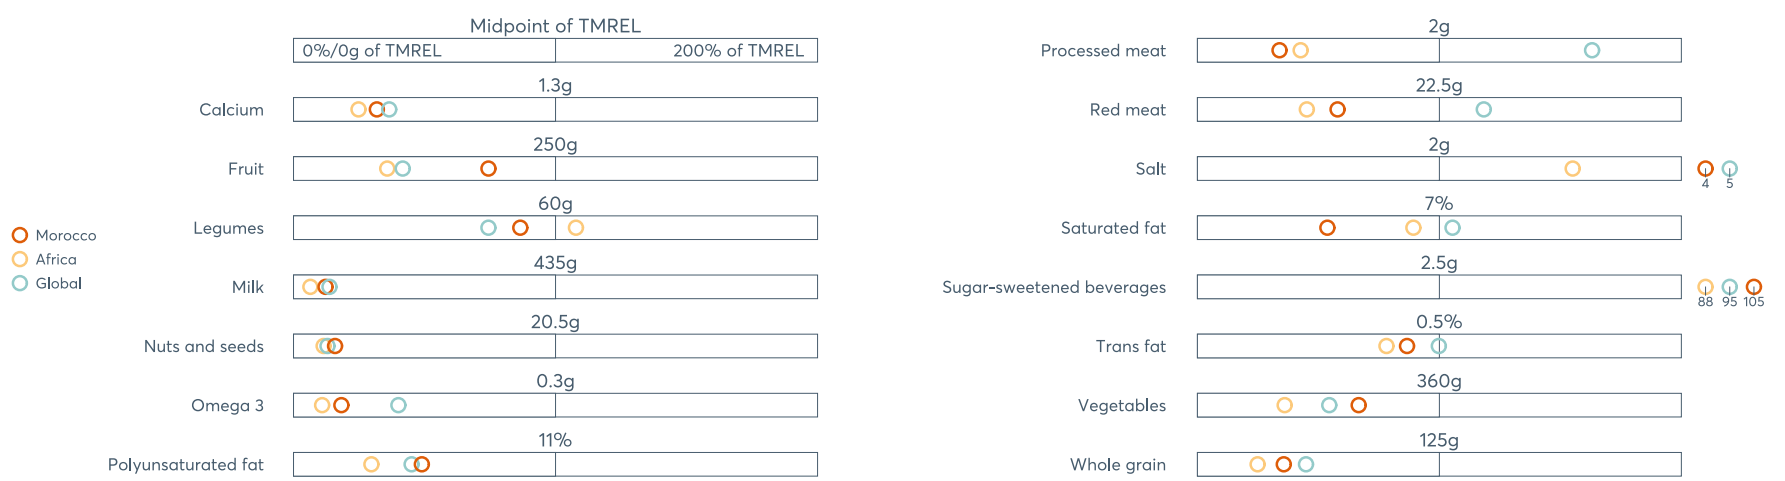 Midpoint of TMREL
0%/0g of TMREL 200% of TMREL
1.3g
Calcium
250g
Fruit
60g
Legumes
435g
Milk
20.5g
Nuts and seeds
0.3g
Omega 3
11%
Polyunsaturated fat
Morocco
Africa
Global
2g
Processed meat
22.5g
Red meat
2g
Salt
4 5
7%
Saturated fat
2.5g
Sugar-sweetened beverages
88 95 105
0.5%
Trans fat
360g
Vegetables
125g
Whole grain